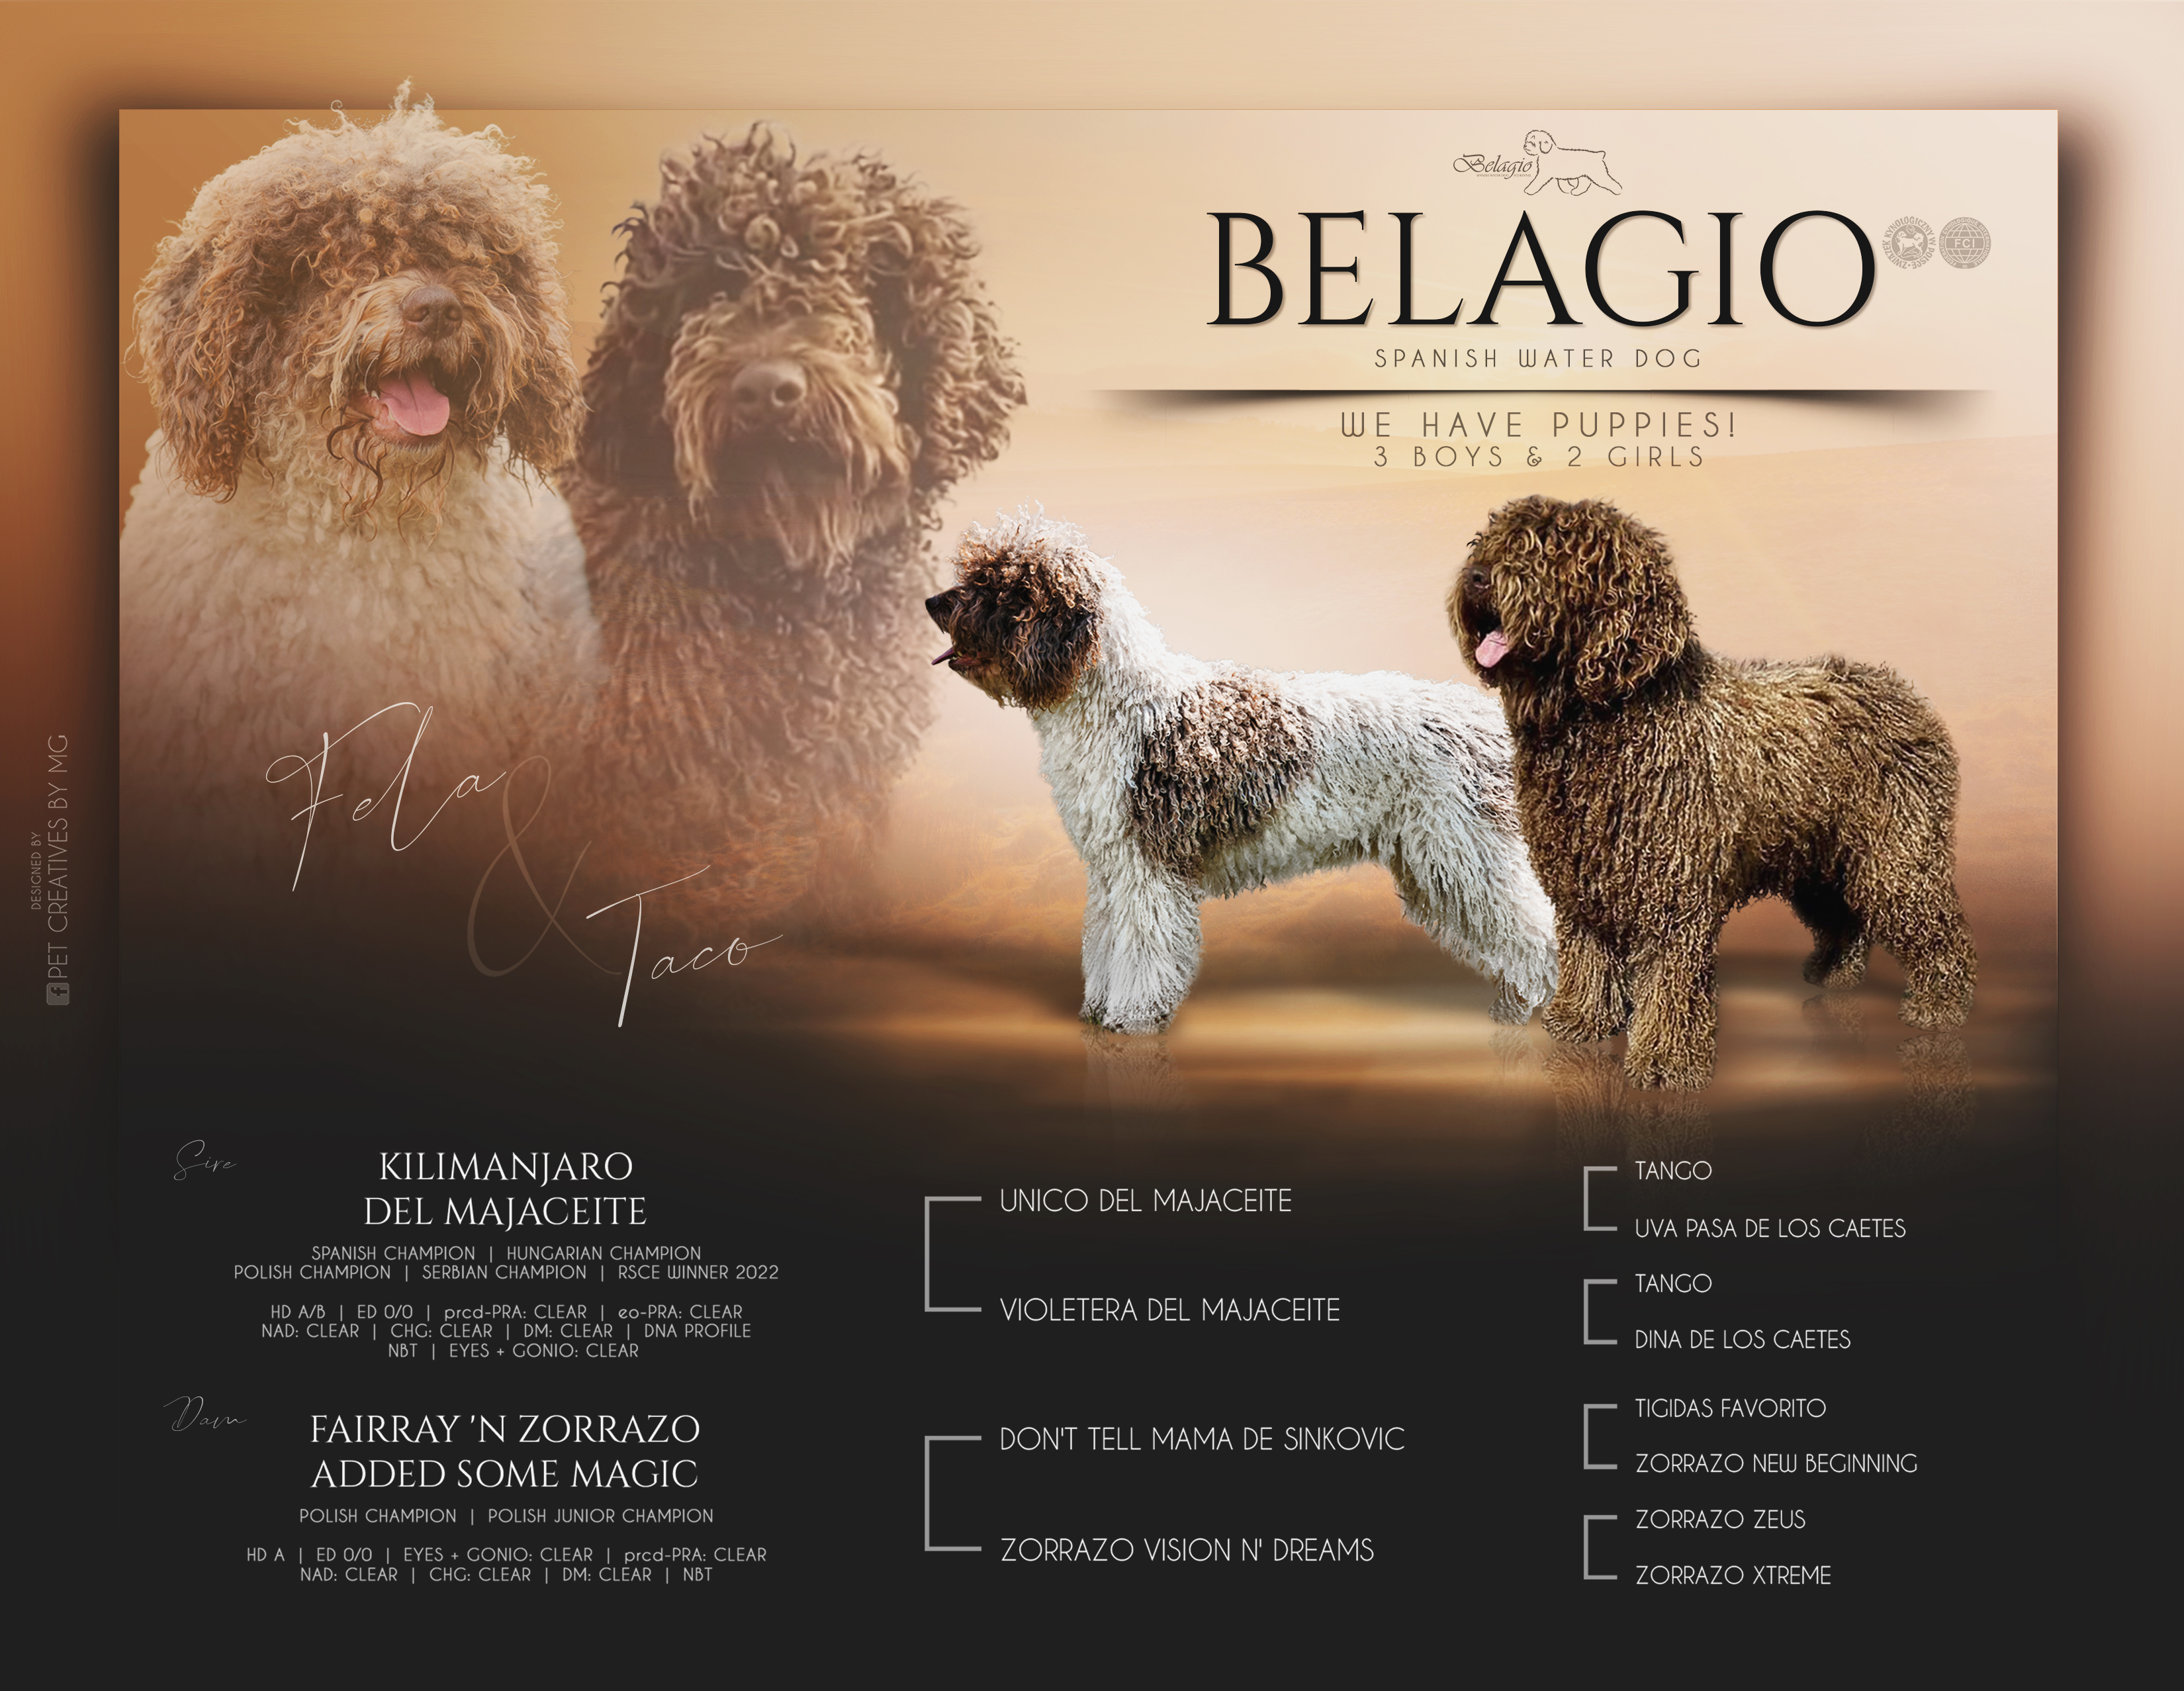 Belagio
BELAGIO
ZWIĄZEK KYNOLOGICZNY W POLSCE
FCI
SPANISH WATER DOG
WE HAVE PUPPIES!
3 BOYS & 2 GIRLS
Fela
&
Taco
DESIGNED BY
PET CREATIVES BY MG
Sire
KILIMANJARO
DEL MAJACEITE
SPANISH CHAMPION | HUNGARIAN CHAMPION
POLISH CHAMPION | SERBIAN CHAMPION | RSCE WINNER 2022
HD A/B | ED 0/0 | prcd-PRA: CLEAR | eo-PRA: CLEAR
NAD: CLEAR | CHG: CLEAR | DM: CLEAR | DNA PROFILE
NBT | EYES + GONIO: CLEAR
UNICO DEL MAJACEITE
VIOLETERA DEL MAJACEITE
TANGO
UVA PASA DE LOS CAETES
TANGO
DINA DE LOS CAETES
Dam
FAIRRAY 'N ZORRAZO
ADDED SOME MAGIC
POLISH CHAMPION | POLISH JUNIOR CHAMPION
HD A | ED 0/0 | EYES + GONIO: CLEAR | prcd-PRA: CLEAR
NAD: CLEAR | CHG: CLEAR | DM: CLEAR | NBT
DON'T TELL MAMA DE SINKOVIC
ZORRAZO VISION N' DREAMS
TIGIDAS FAVORITO
ZORRAZO NEW BEGINNING
ZORRAZO ZEUS
ZORRAZO XTREME